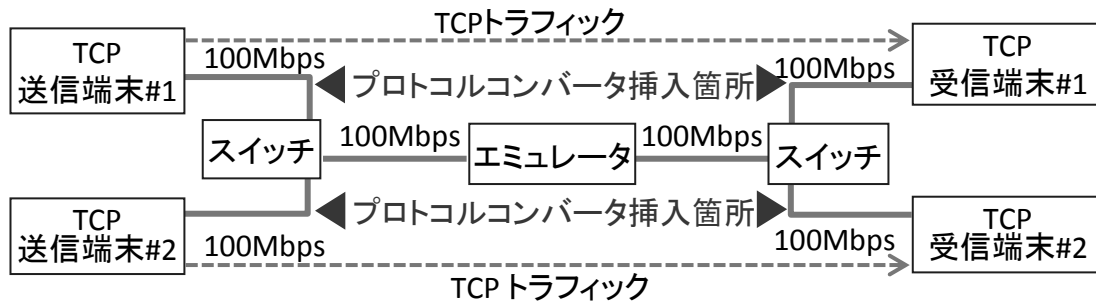 TCPトラフィック
TCP
送信端末#1
100Mbps
プロトコルコンバータ挿入箇所
100Mbps
TCP
受信端末#1
スイッチ
100Mbps
エミュレータ
100Mbps
スイッチ
TCP
送信端末#2
100Mbps
プロトコルコンバータ挿入箇所
100Mbps
TCP
受信端末#2
TCP トラフィック